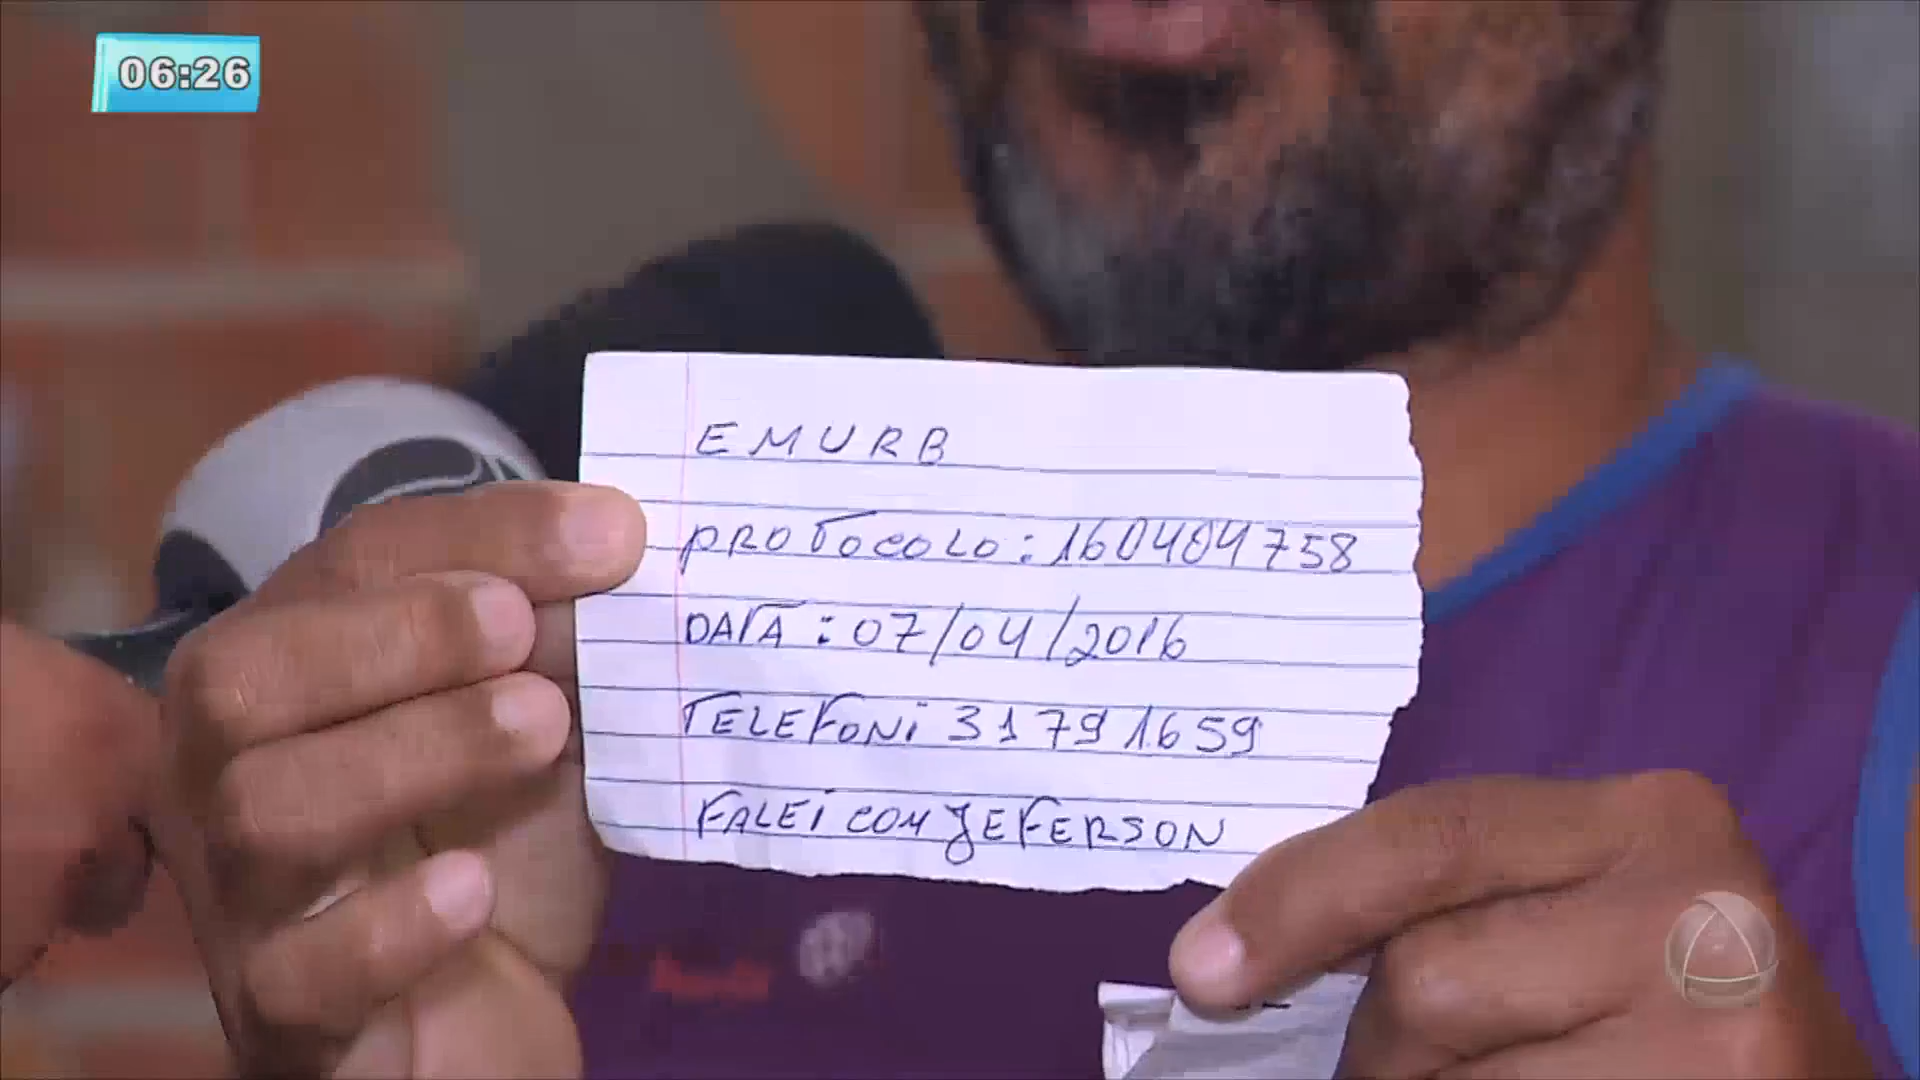 06:26
EMURB
PROTOCOLO: 160404758
DATA: 07/04/2016
TELEFONi 31791659
FALEi COM JEFERSON